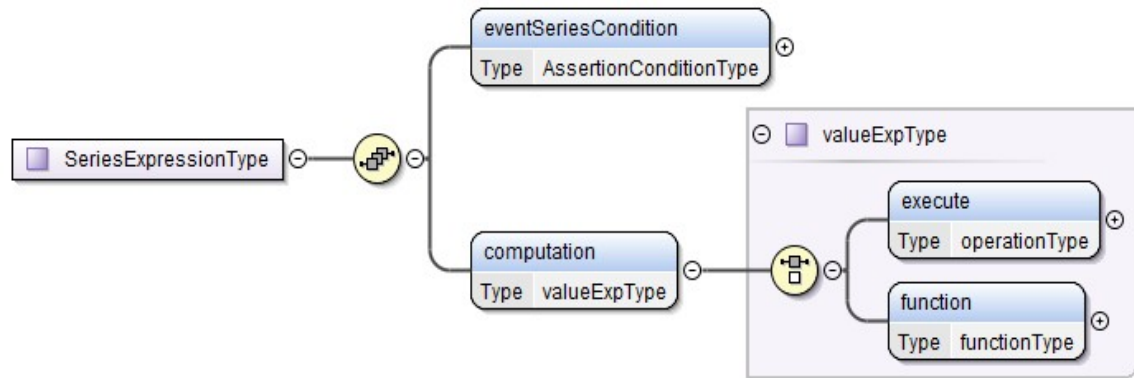 eventSeriesCondition
Type AssertionConditionType
SeriesExpressionType
valueExpType
execute
Type operationType
computation
Type valueExpType
function
Type functionType